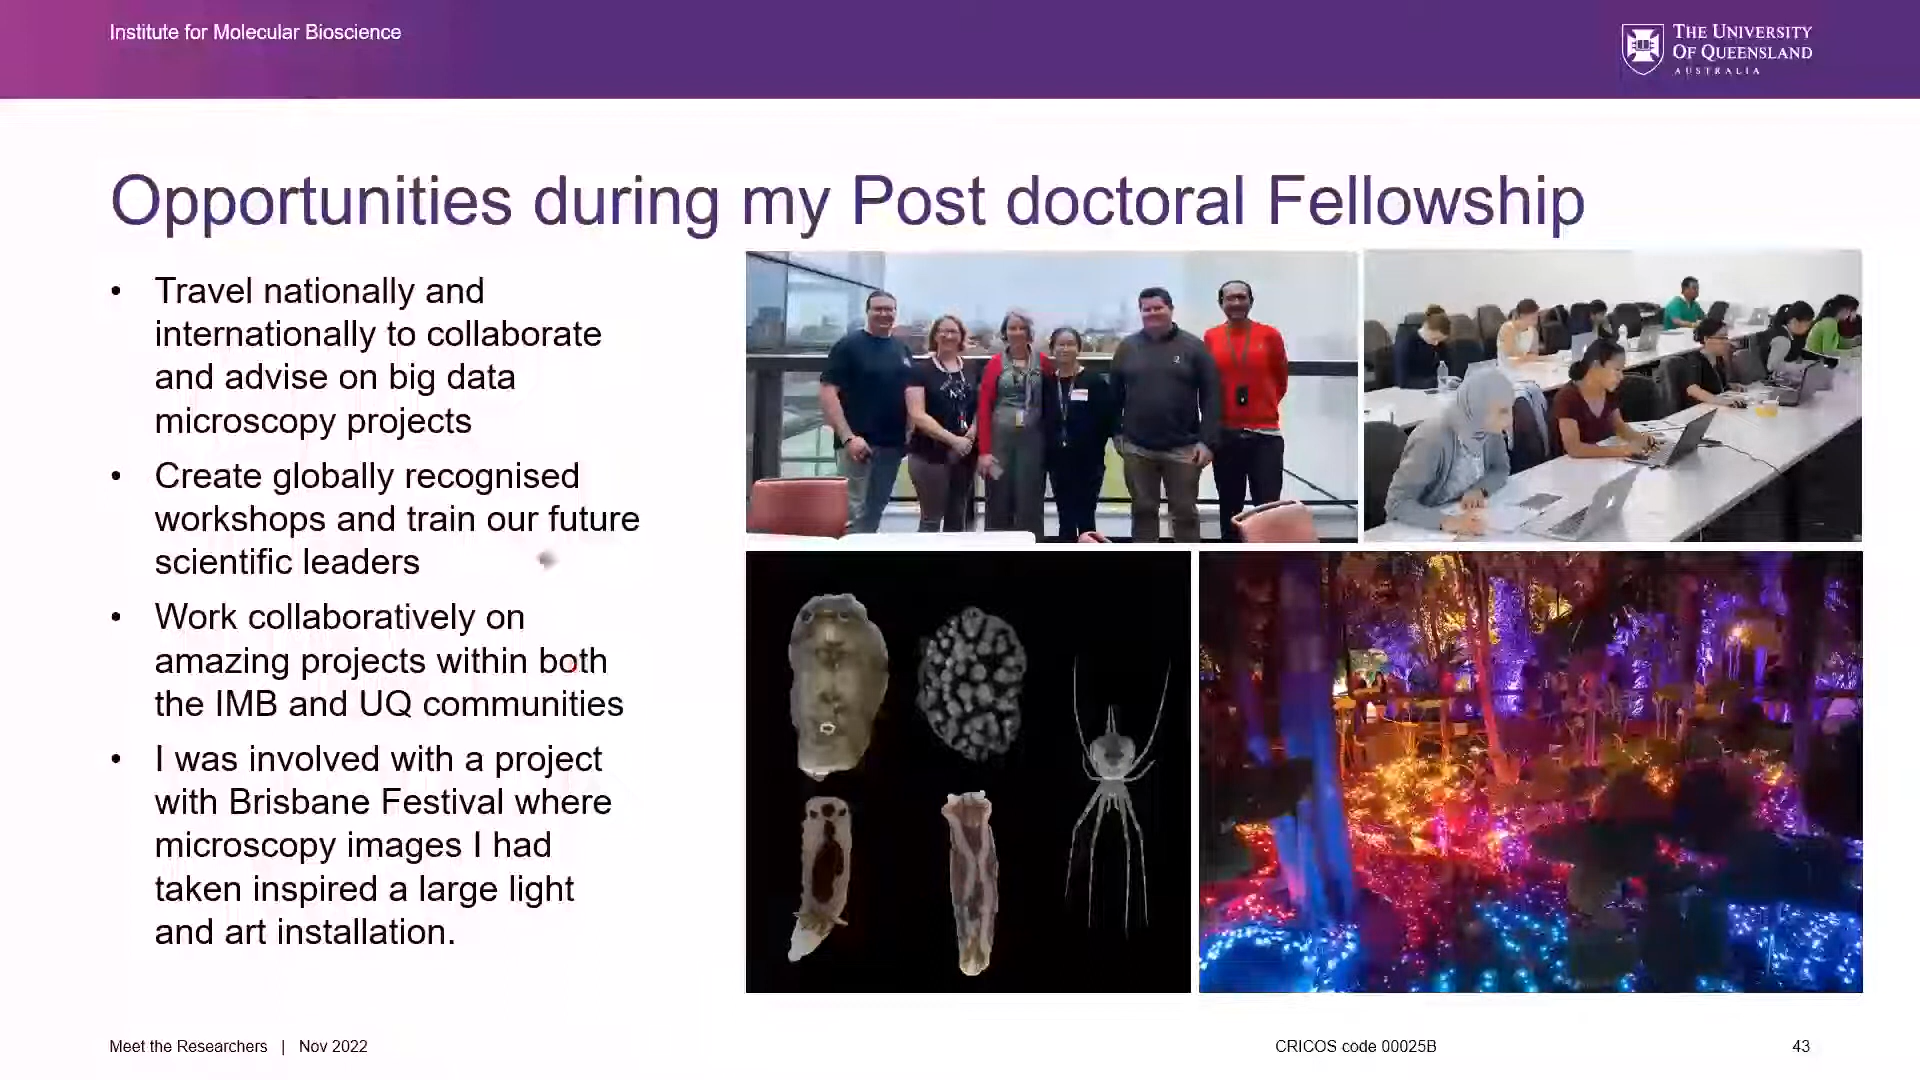 Institute for Molecular Bioscience
THE UNIVERSITY
OF QUEENSLAND
AUSTRALIA
Opportunities during my Post doctoral Fellowship
• Travel nationally and
internationally to collaborate
and advise on big data
microscopy projects
• Create globally recognised
workshops and train our future
scientific leaders
• Work collaboratively on
amazing projects within both
the IMB and UQ communities
• I was involved with a project
with Brisbane Festival where
microscopy images I had
taken inspired a large light
and art installation.
Meet the Researchers | Nov 2022
CRICOS code 00025B
43